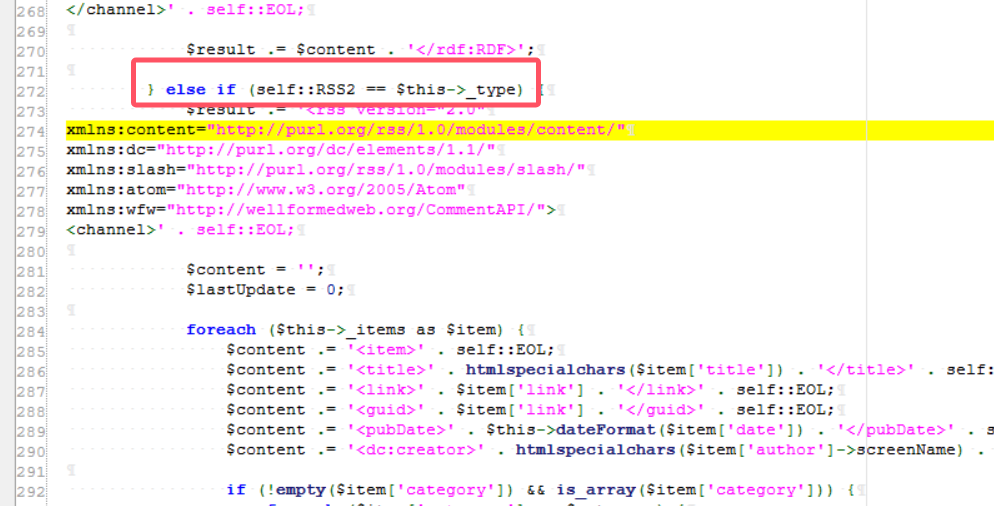 268 </channel>' . self::EOL;
269
270 $result .= $content . '</rdf:RDF>';
271
272 } else if (self::RSS2 == $this->_type) {
273 $result .= '<rss version="2.0"
274 xmlns:content="http://purl.org/rss/1.0/modules/content/"
275 xmlns:dc="http://purl.org/dc/elements/1.1/"
276 xmlns:slash="http://purl.org/rss/1.0/modules/slash/"
277 xmlns:atom="http://www.w3.org/2005/Atom"
278 xmlns:wfw="http://wellformedweb.org/CommentAPI/">
279 <channel>' . self::EOL;
280
281 $content = '';
282 $lastUpdate = 0;
283
284 foreach ($this->_items as $item) {
285 $content .= '<item>' . self::EOL;
286 $content .= '<title>' . htmlspecialchars($item['title']) . '</title>' . self:
287 $content .= '<link>' . $item['link'] . '</link>' . self::EOL;
288 $content .= '<guid>' . $item['link'] . '</guid>' . self::EOL;
289 $content .= '<pubDate>' . $this->dateFormat($item['date']) . '</pubDate>' . s
290 $content .= '<dc:creator>' . htmlspecialchars($item['author']->screenName) .
291
292 if (!empty($item['category']) && is_array($item['category'])) {